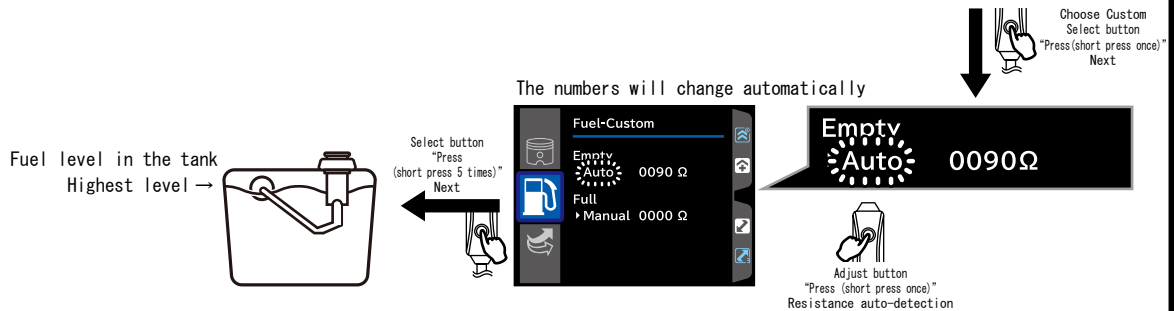 Choose Custom
Select button
“Press(short press once)”
Next
The numbers will change automatically
Fuel-Custom
Empty
Auto 0090 Ω
Full
▸Manual 0000 Ω
Empty
Auto 0090Ω
Select button
“Press
(short press 5 times)”
Next
Fuel level in the tank
Highest level→
Adjust button
“Press (short press once)”
Resistance auto-detection